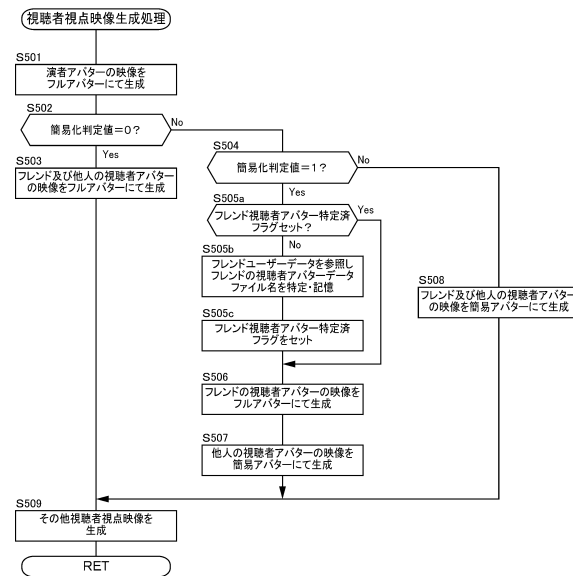 視聴者視点映像生成処理
S501
演者アバターの映像を
フルアバターにて生成
S502
簡易化判定値=0?
No
Yes
S503
フレンド及び他人の視聴者アバター
の映像をフルアバターにて生成
S504
簡易化判定値=1?
No
Yes
S505a
フレンド視聴者アバター特定済
フラグセット?
Yes
No
S505b
フレンドユーザーデータを参照し
フレンドの視聴者アバターデータ
ファイル名を特定・記憶
S505c
フレンド視聴者アバター特定済
フラグをセット
S506
フレンドの視聴者アバターの映像を
フルアバターにて生成
S507
他人の視聴者アバターの映像を
簡易アバターにて生成
S508
フレンド及び他人の視聴者アバター
の映像を簡易アバターにて生成
S509
その他視聴者視点映像を
生成
RET